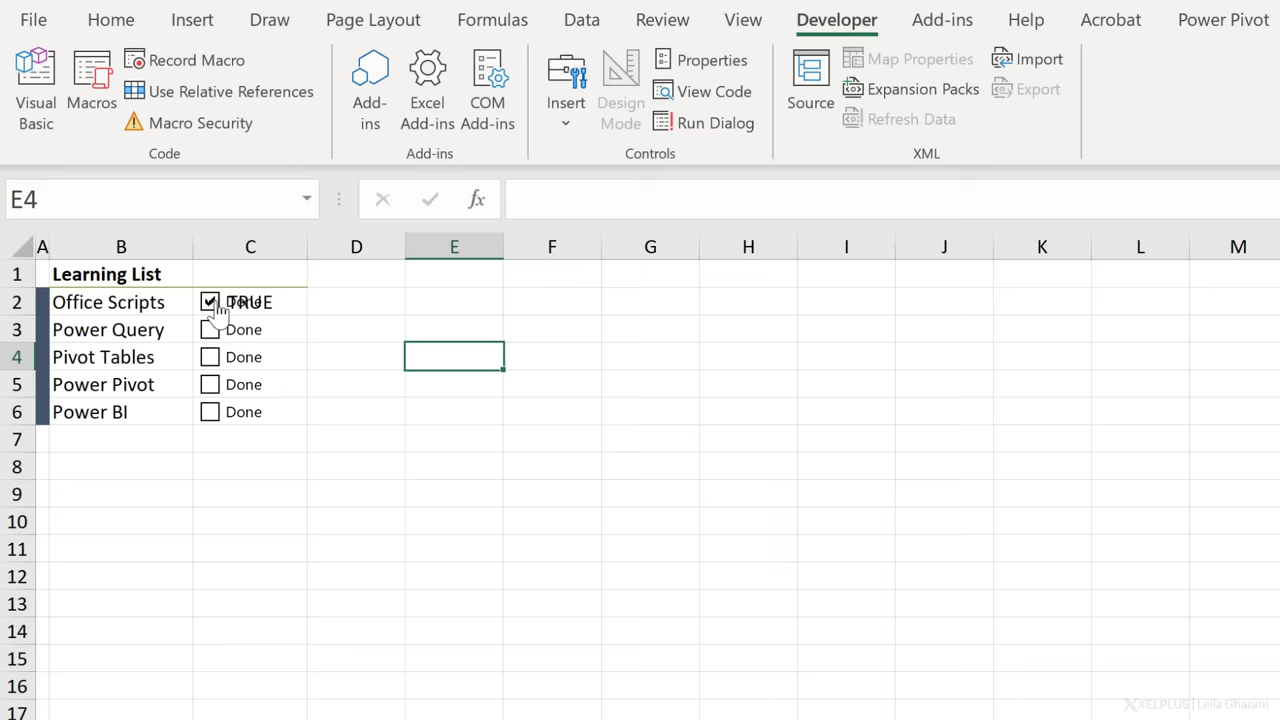 File Home Insert Draw Page Layout Formulas Data Review View Developer Add-ins Help Acrobat Power Pivot
Visual Basic
Macros
Record Macro
Use Relative References
Macro Security
Code
Add-ins
Excel Add-ins
COM Add-ins
Add-ins
Insert
Design Mode
Properties
View Code
Run Dialog
Controls
Source
Map Properties
Expansion Packs
Refresh Data
Import
Export
XML
E4
fx
A B C D E F G H I J K L M
1 Learning List
2 Office Scripts Done TRUE
3 Power Query Done
4 Pivot Tables Done
5 Power Pivot Done
6 Power BI Done
7
8
9
10
11
12
13
14
15
16
17
XELPLUS | Leila Gharani